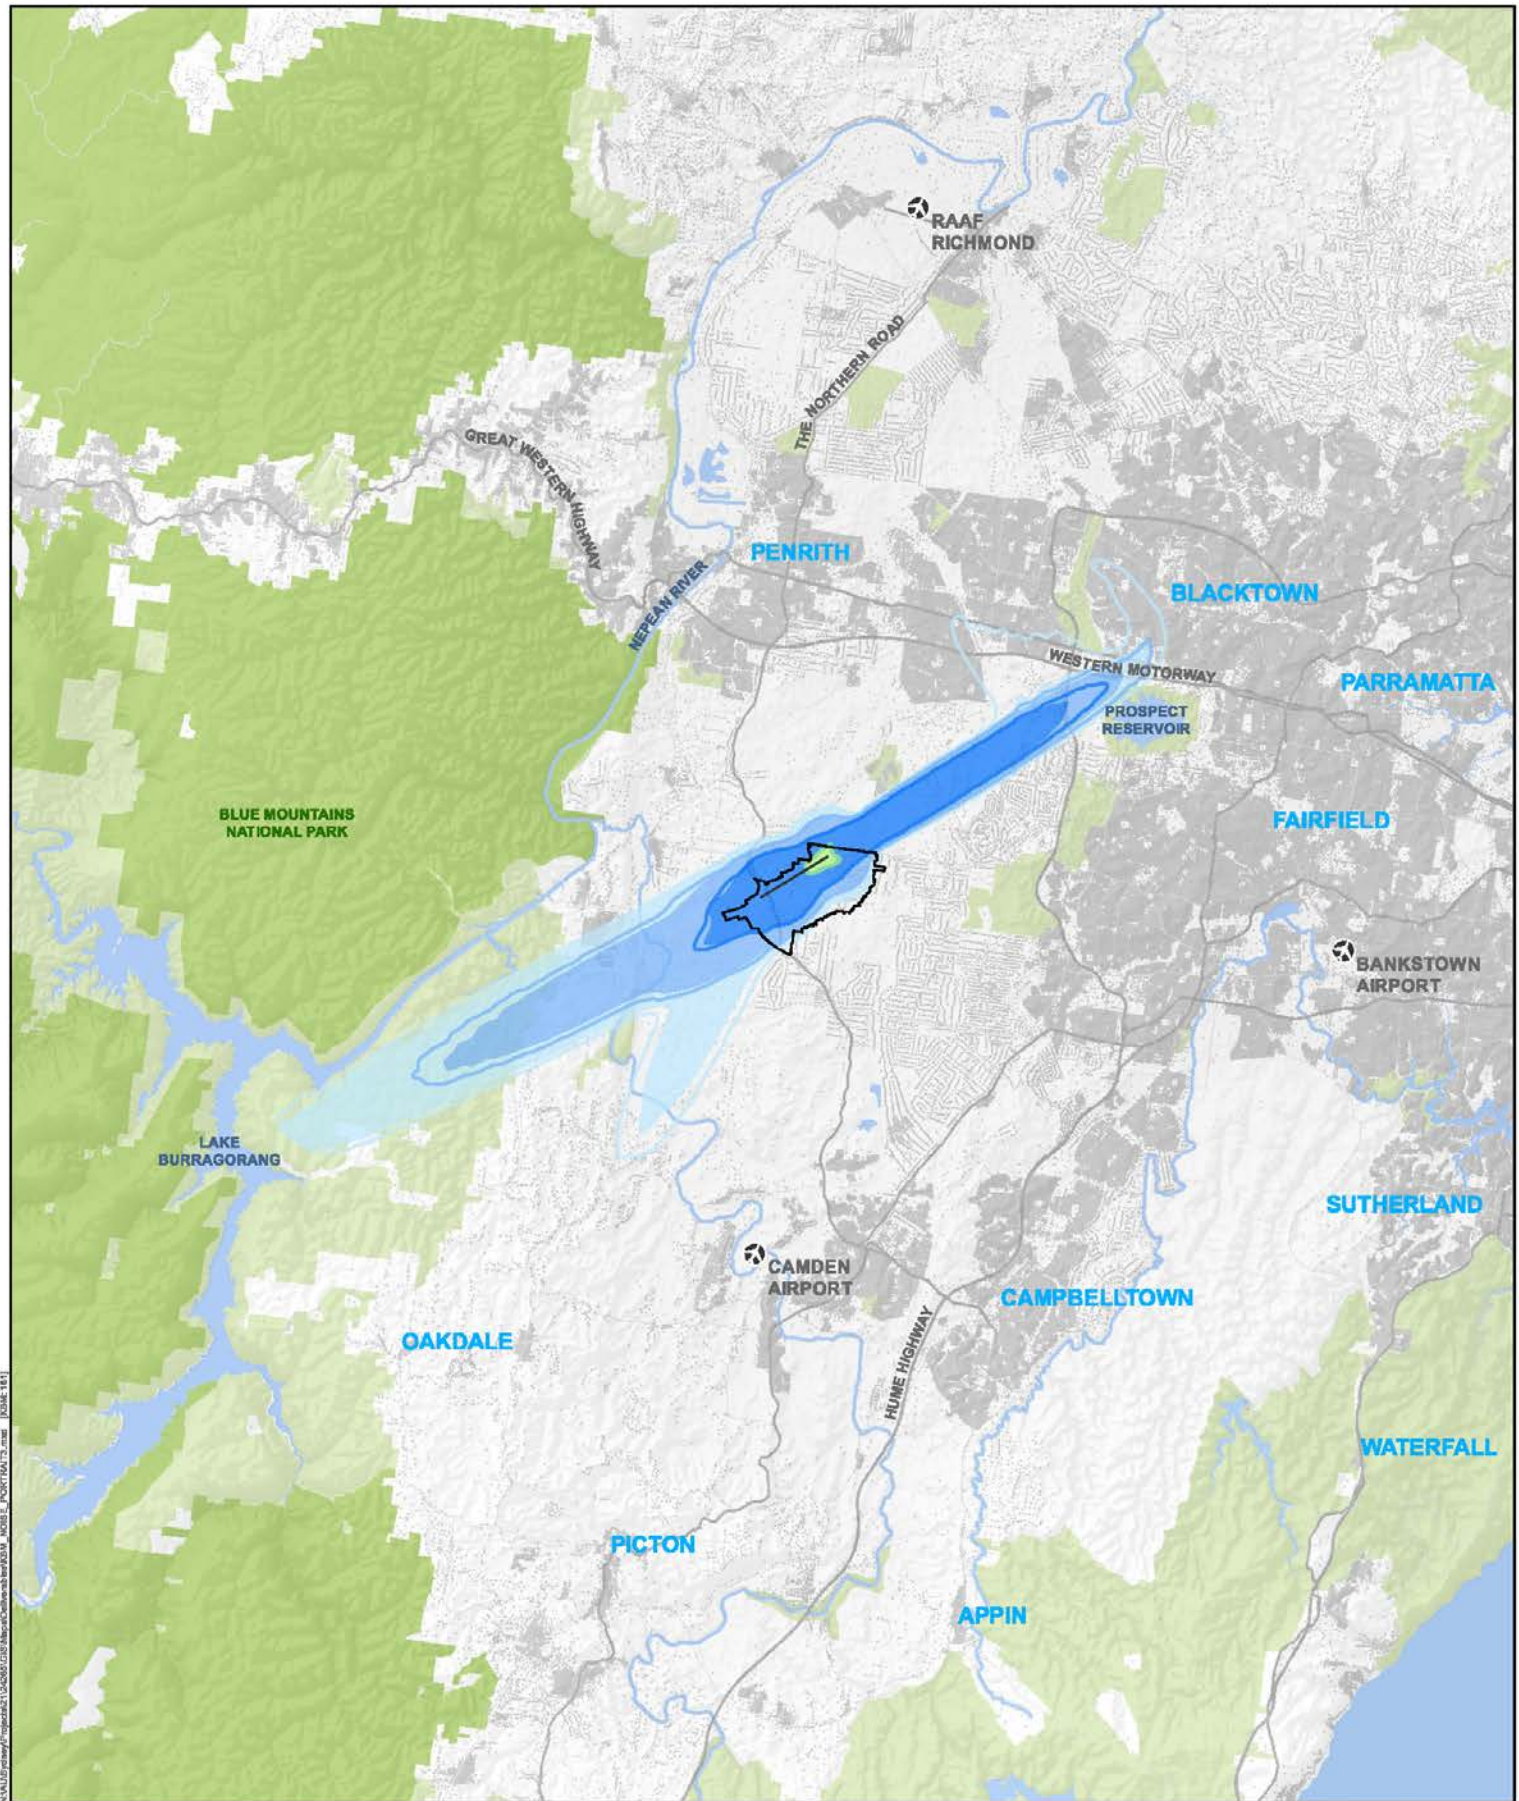 RAAF
RICHMOND
THE NORTHERN ROAD
GREAT WESTERN HIGHWAY
PENRITH
NEPEAN RIVER
BLACKTOWN
WESTERN MOTORWAY
PARRAMATTA
PROSPECT
RESERVOIR
BLUE MOUNTAINS
NATIONAL PARK
FAIRFIELD
BANKSTOWN
AIRPORT
LAKE
BURRAGORANG
SUTHERLAND
CAMDEN
AIRPORT
CAMPBELLTOWN
OAKDALE
HUME HIGHWAY
WATERFALL
PICTON
APPIN